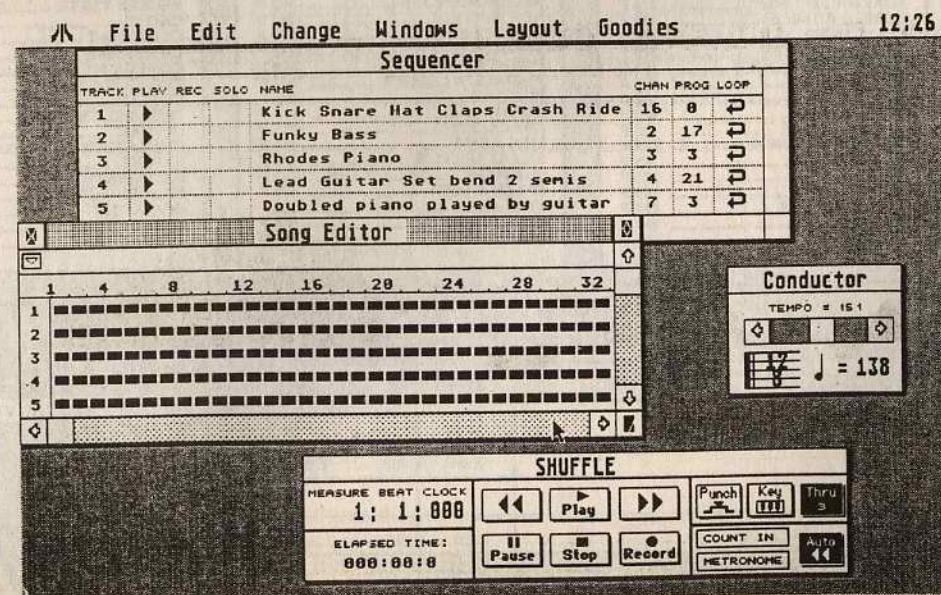 File Edit Change Windows Layout Goodies 12:26
Sequencer
TRACK PLAY REC SOLO NAME CHAN PROG LOOP
1 Kick Snare Hat Claps Crash Ride 16 0
2 Funky Bass 2 17
3 Rhodes Piano 3 3
4 Lead Guitar Set bend 2 semis 4 21
5 Doubled piano played by guitar 7 3
Song Editor
1 4 8 12 16 20 24 28 32
1
2
3
4
5
Conductor
TEMPO = 151
= 138
SHUFFLE
MEASURE BEAT CLOCK
1: 1:000
ELAPSED TIME:
000:00:0
Play
Pause Stop Record
Punch Key Thru
3
COUNT IN
METRONOME
Auto